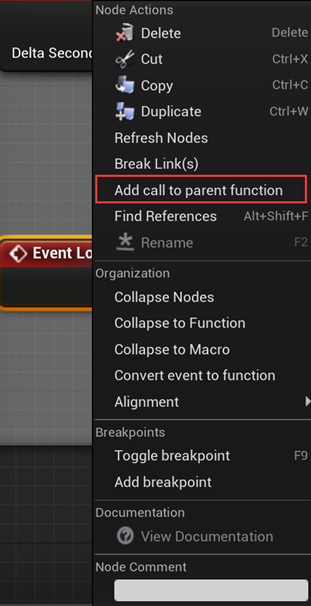 Node Actions
Delta Second
Delete Delete
Cut Ctrl+X
Copy Ctrl+C
Duplicate Ctrl+W
Refresh Nodes
Break Link(s)
Add call to parent function
Find References Alt+Shift+F
Rename F2
Event Lo
Organization
Collapse Nodes
Collapse to Function
Collapse to Macro
Convert event to function
Alignment
Breakpoints
Toggle breakpoint F9
Add breakpoint
Documentation
View Documentation
Node Comment